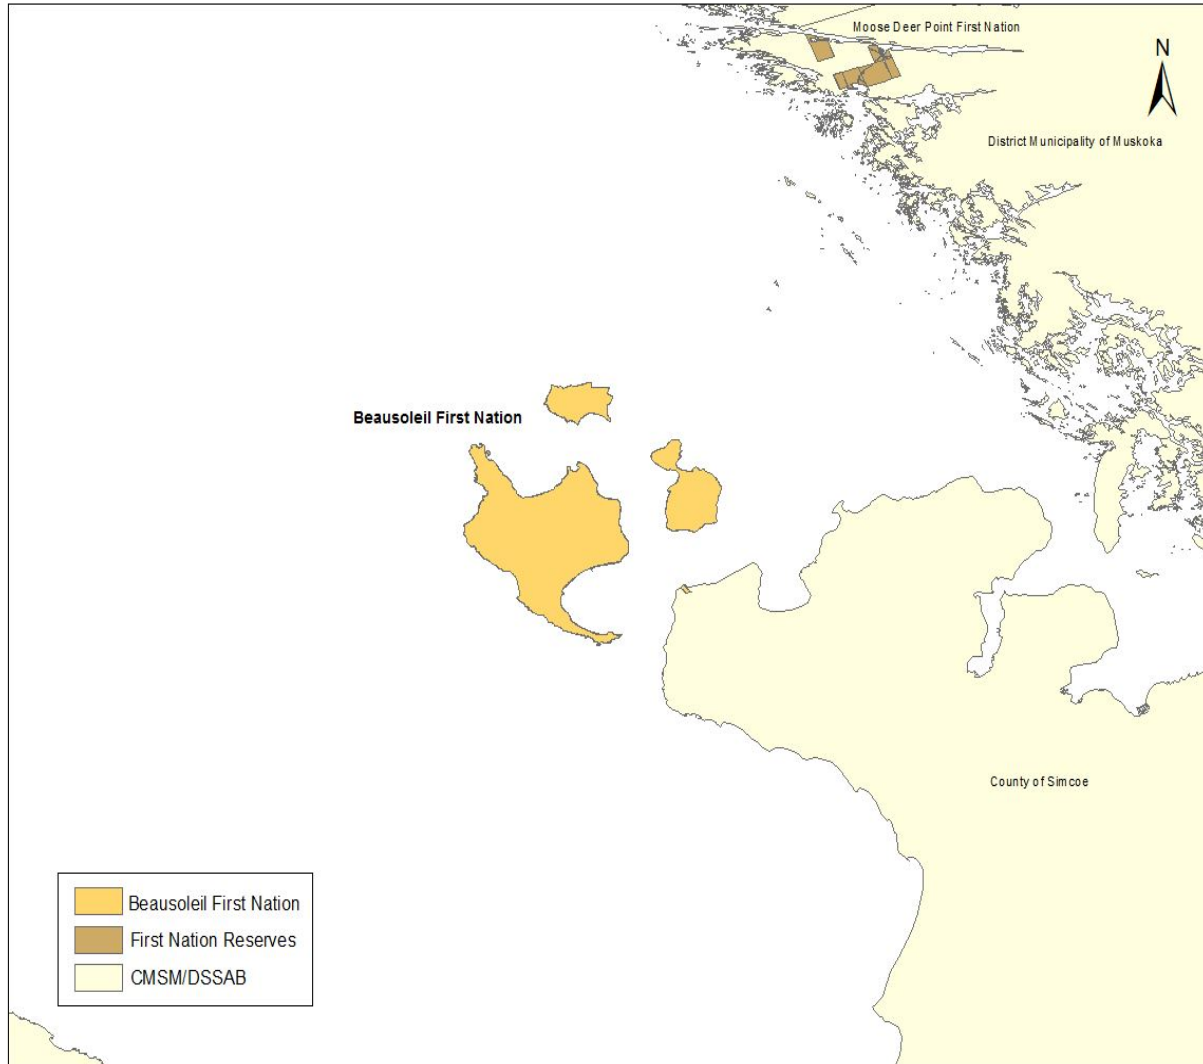 Moose Deer Point First Nation
N
District Municipality of Muskoka
Beausoleil First Nation
County of Simcoe
Beausoleil First Nation
First Nation Reserves
CMSM/DSSAB